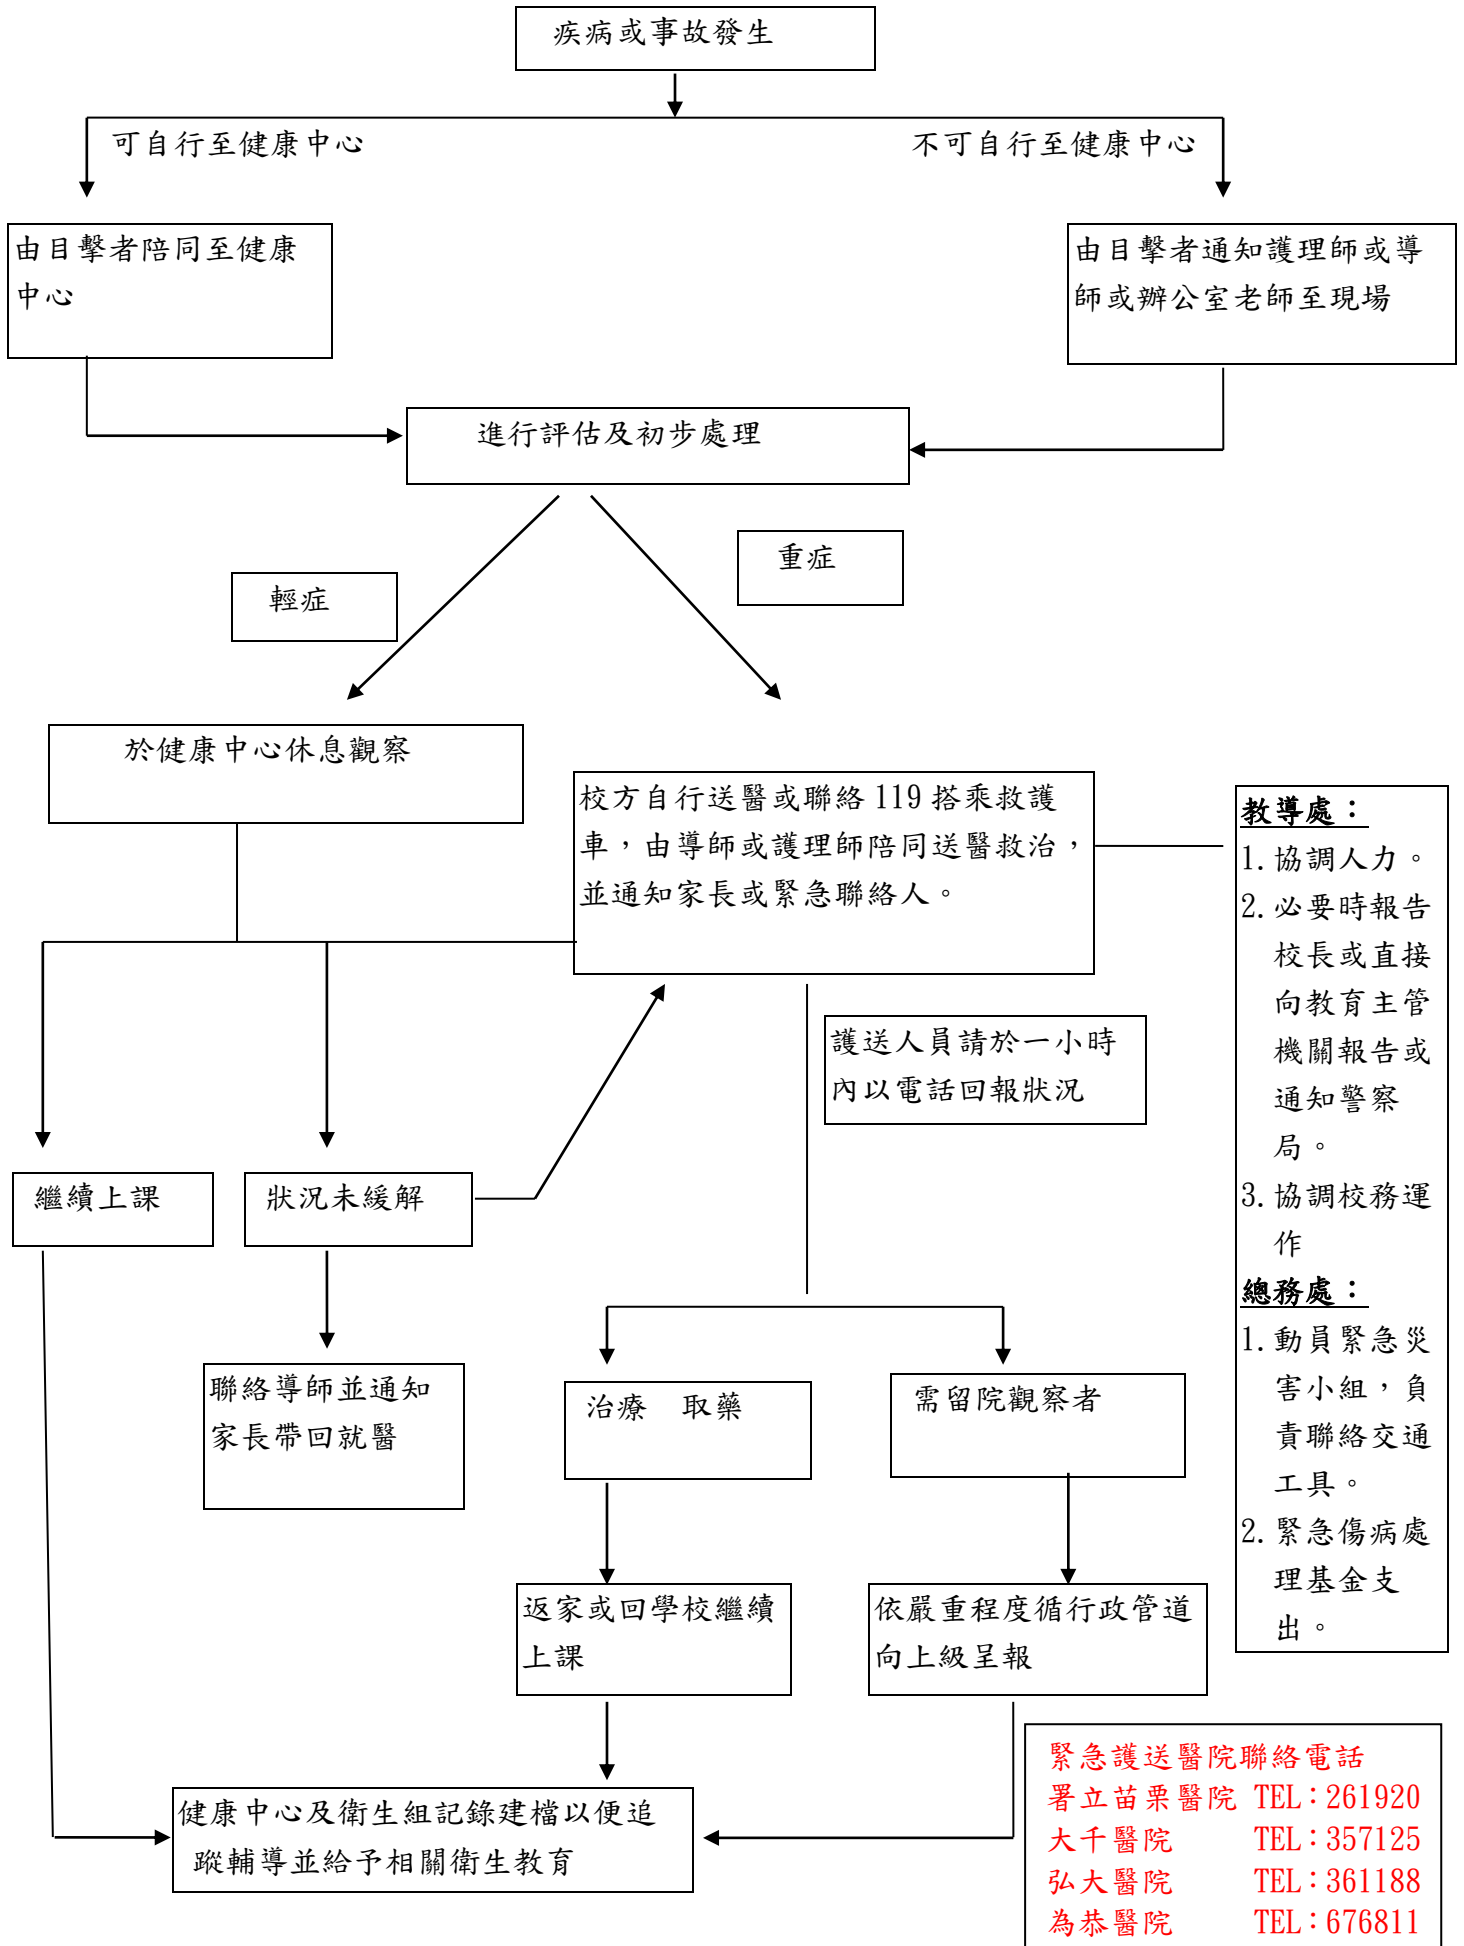 疾病或事故發生
可自行至健康中心
不可自行至健康中心
由目擊者陪同至健康
中心
由目擊者通知護理師或導
師或辦公室老師至現場
進行評估及初步處理
重症
輕症
於健康中心休息觀察
校方自行送醫或聯絡 119 搭乘救護
車，由導師或護理師陪同送醫救治，
並通知家長或緊急聯絡人。
教導處：
1. 協調人力。
2. 必要時報告
校長或直接
向教育主管
機關報告或
通知警察
局。
3. 協調校務運
作
總務處：
1. 動員緊急災
害小組，負
責聯絡交通
工具。
2. 緊急傷病處
理基金支
出。
護送人員請於一小時
內以電話回報狀況
繼續上課
狀況未緩解
聯絡導師並通知
家長帶回就醫
治療　取藥
需留院觀察者
返家或回學校繼續
上課
依嚴重程度循行政管道
向上級呈報
健康中心及衛生組記錄建檔以便追
蹤輔導並給予相關衛生教育
緊急護送醫院聯絡電話
署立苗栗醫院 TEL：261920
大千醫院 TEL：357125
弘大醫院 TEL：361188
為恭醫院 TEL：676811